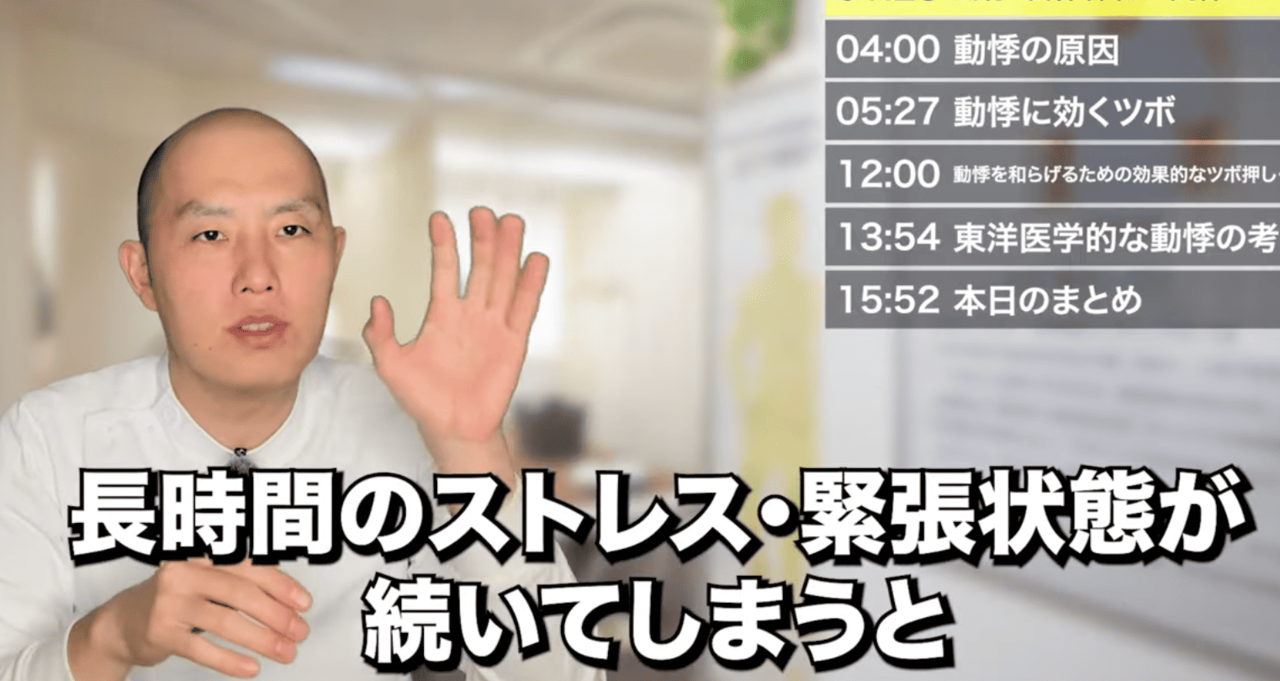 04:00 動悸の原因
05:27 動悸に効くツボ
12:00 動悸を和らげるための効果的なツボ押し
13:54 東洋医学的な動悸の考
15:52 本日のまとめ
長時間のストレス・緊張状態が
続いてしまうと